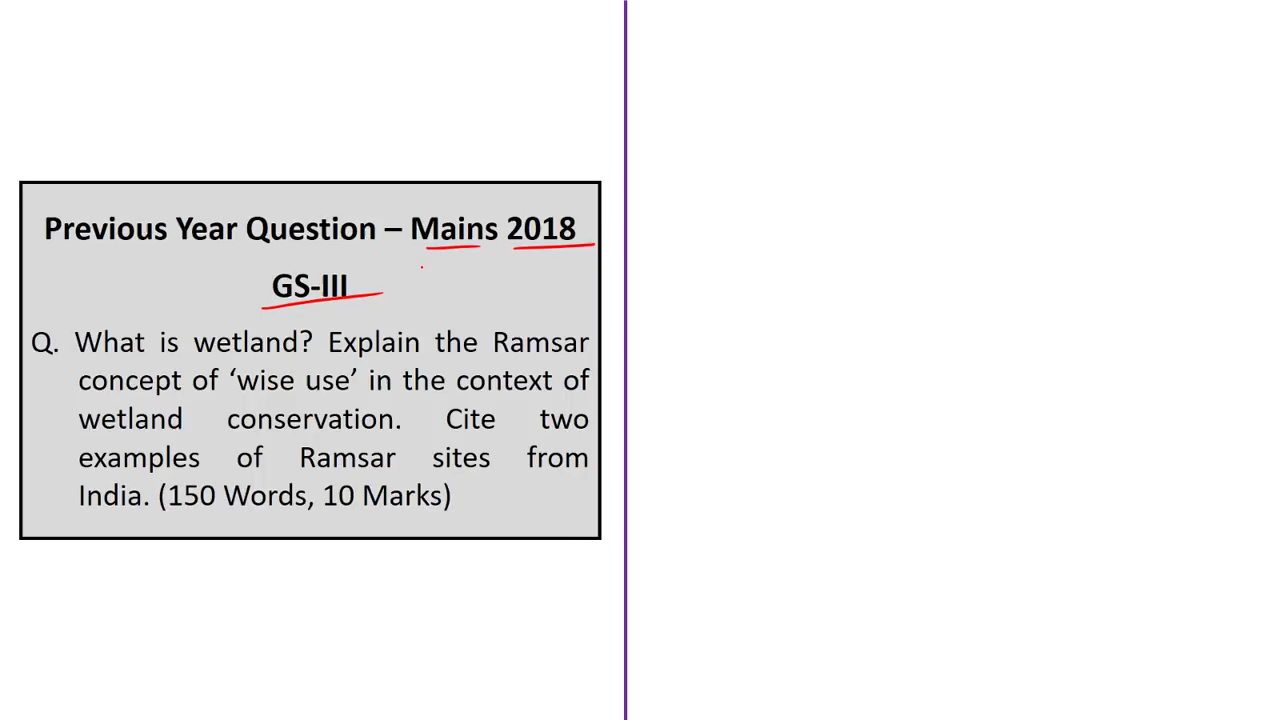 Previous Year Question – Mains 2018
GS-III
Q. What is wetland? Explain the Ramsar
concept of ‘wise use’ in the context of
wetland conservation. Cite two
examples of Ramsar sites from
India. (150 Words, 10 Marks)